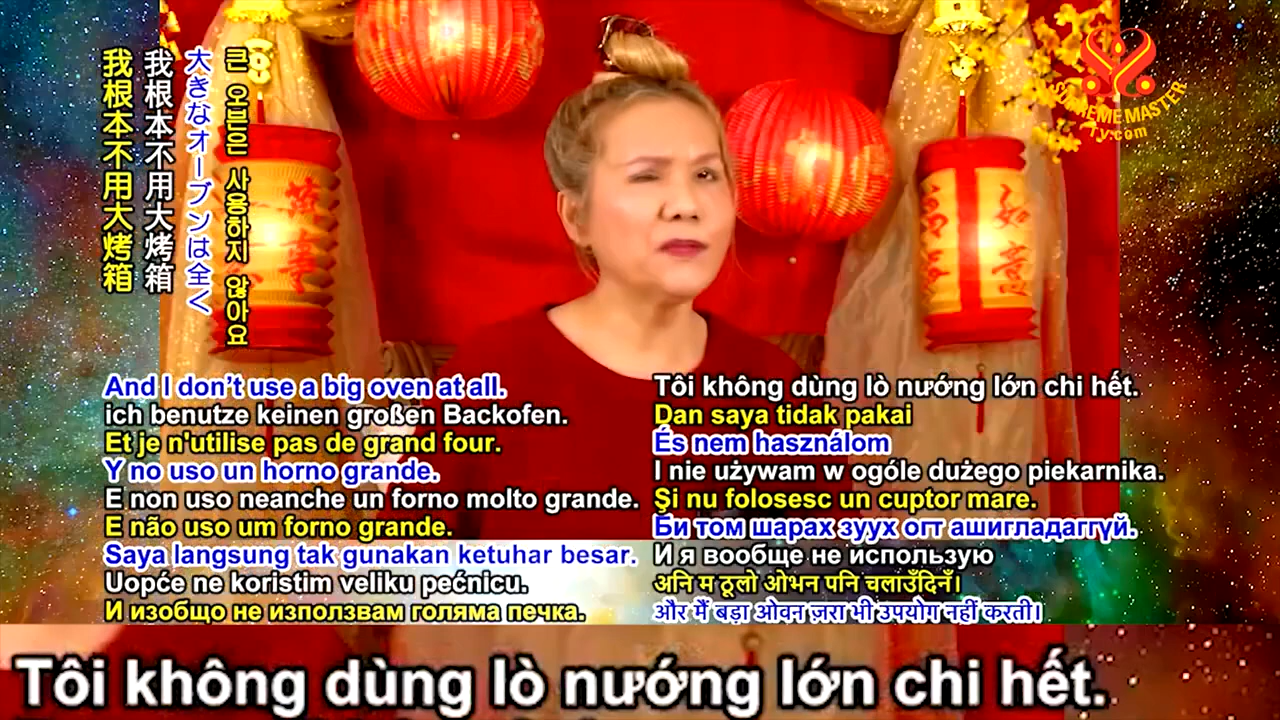 큰 오븐은 사용하지 않아요
大きなオーブンは全く
我根本不用大烤箱
我根本不用大烤箱
SUPREME MASTER
TV.com
如意
And I don’t use a big oven at all.
ich benutze keinen großen Backofen.
Et je n'utilise pas de grand four.
Y no uso un horno grande.
E non uso neanche un forno molto grande.
E não uso um forno grande.
Saya langsung tak gunakan ketuhar besar.
Uopće ne koristim veliku pećnicu.
И изобщо не използвам голяма печка.
Tôi không dùng lò nướng lớn chi hết.
Dan saya tidak pakai
És nem használom
I nie używam w ogóle dużego piekarnika.
Şi nu folosesc un cuptor mare.
Би том шарах зуух огт ашигладаггүй.
И я вообще не использую
अनि म ठूलो ओभन पनि चलाउँदिनँ।
और मैं बड़ा ओवन ज़रा भी उपयोग नहीं करती।
Tôi không dùng lò nướng lớn chi hết.